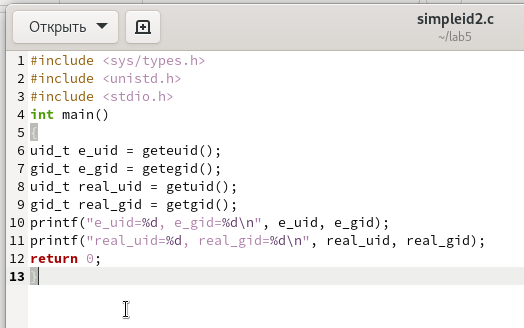 Открыть
simpleid2.c
~/lab5
1 #include <sys/types.h>
2 #include <unistd.h>
3 #include <stdio.h>
4 int main()
5 {
6 uid_t e_uid = geteuid();
7 gid_t e_gid = getegid();
8 uid_t real_uid = getuid();
9 gid_t real_gid = getgid();
10 printf("e_uid=%d, e_gid=%d\n", e_uid, e_gid);
11 printf("real_uid=%d, real_gid=%d\n", real_uid, real_gid);
12 return 0;
13 }